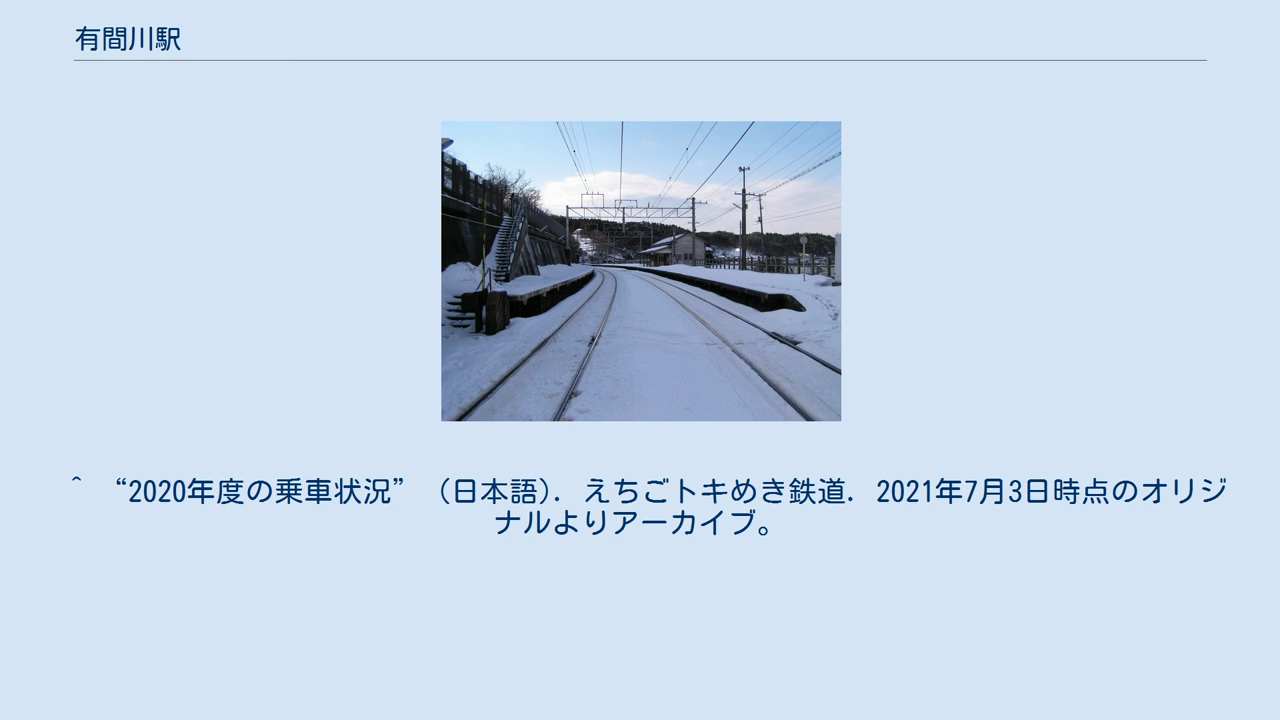 有間川駅
^ “2020年度の乗車状況” （日本語）. えちごトキめき鉄道. 2021年7月3日時点のオリジ
ナルよりアーカイブ。